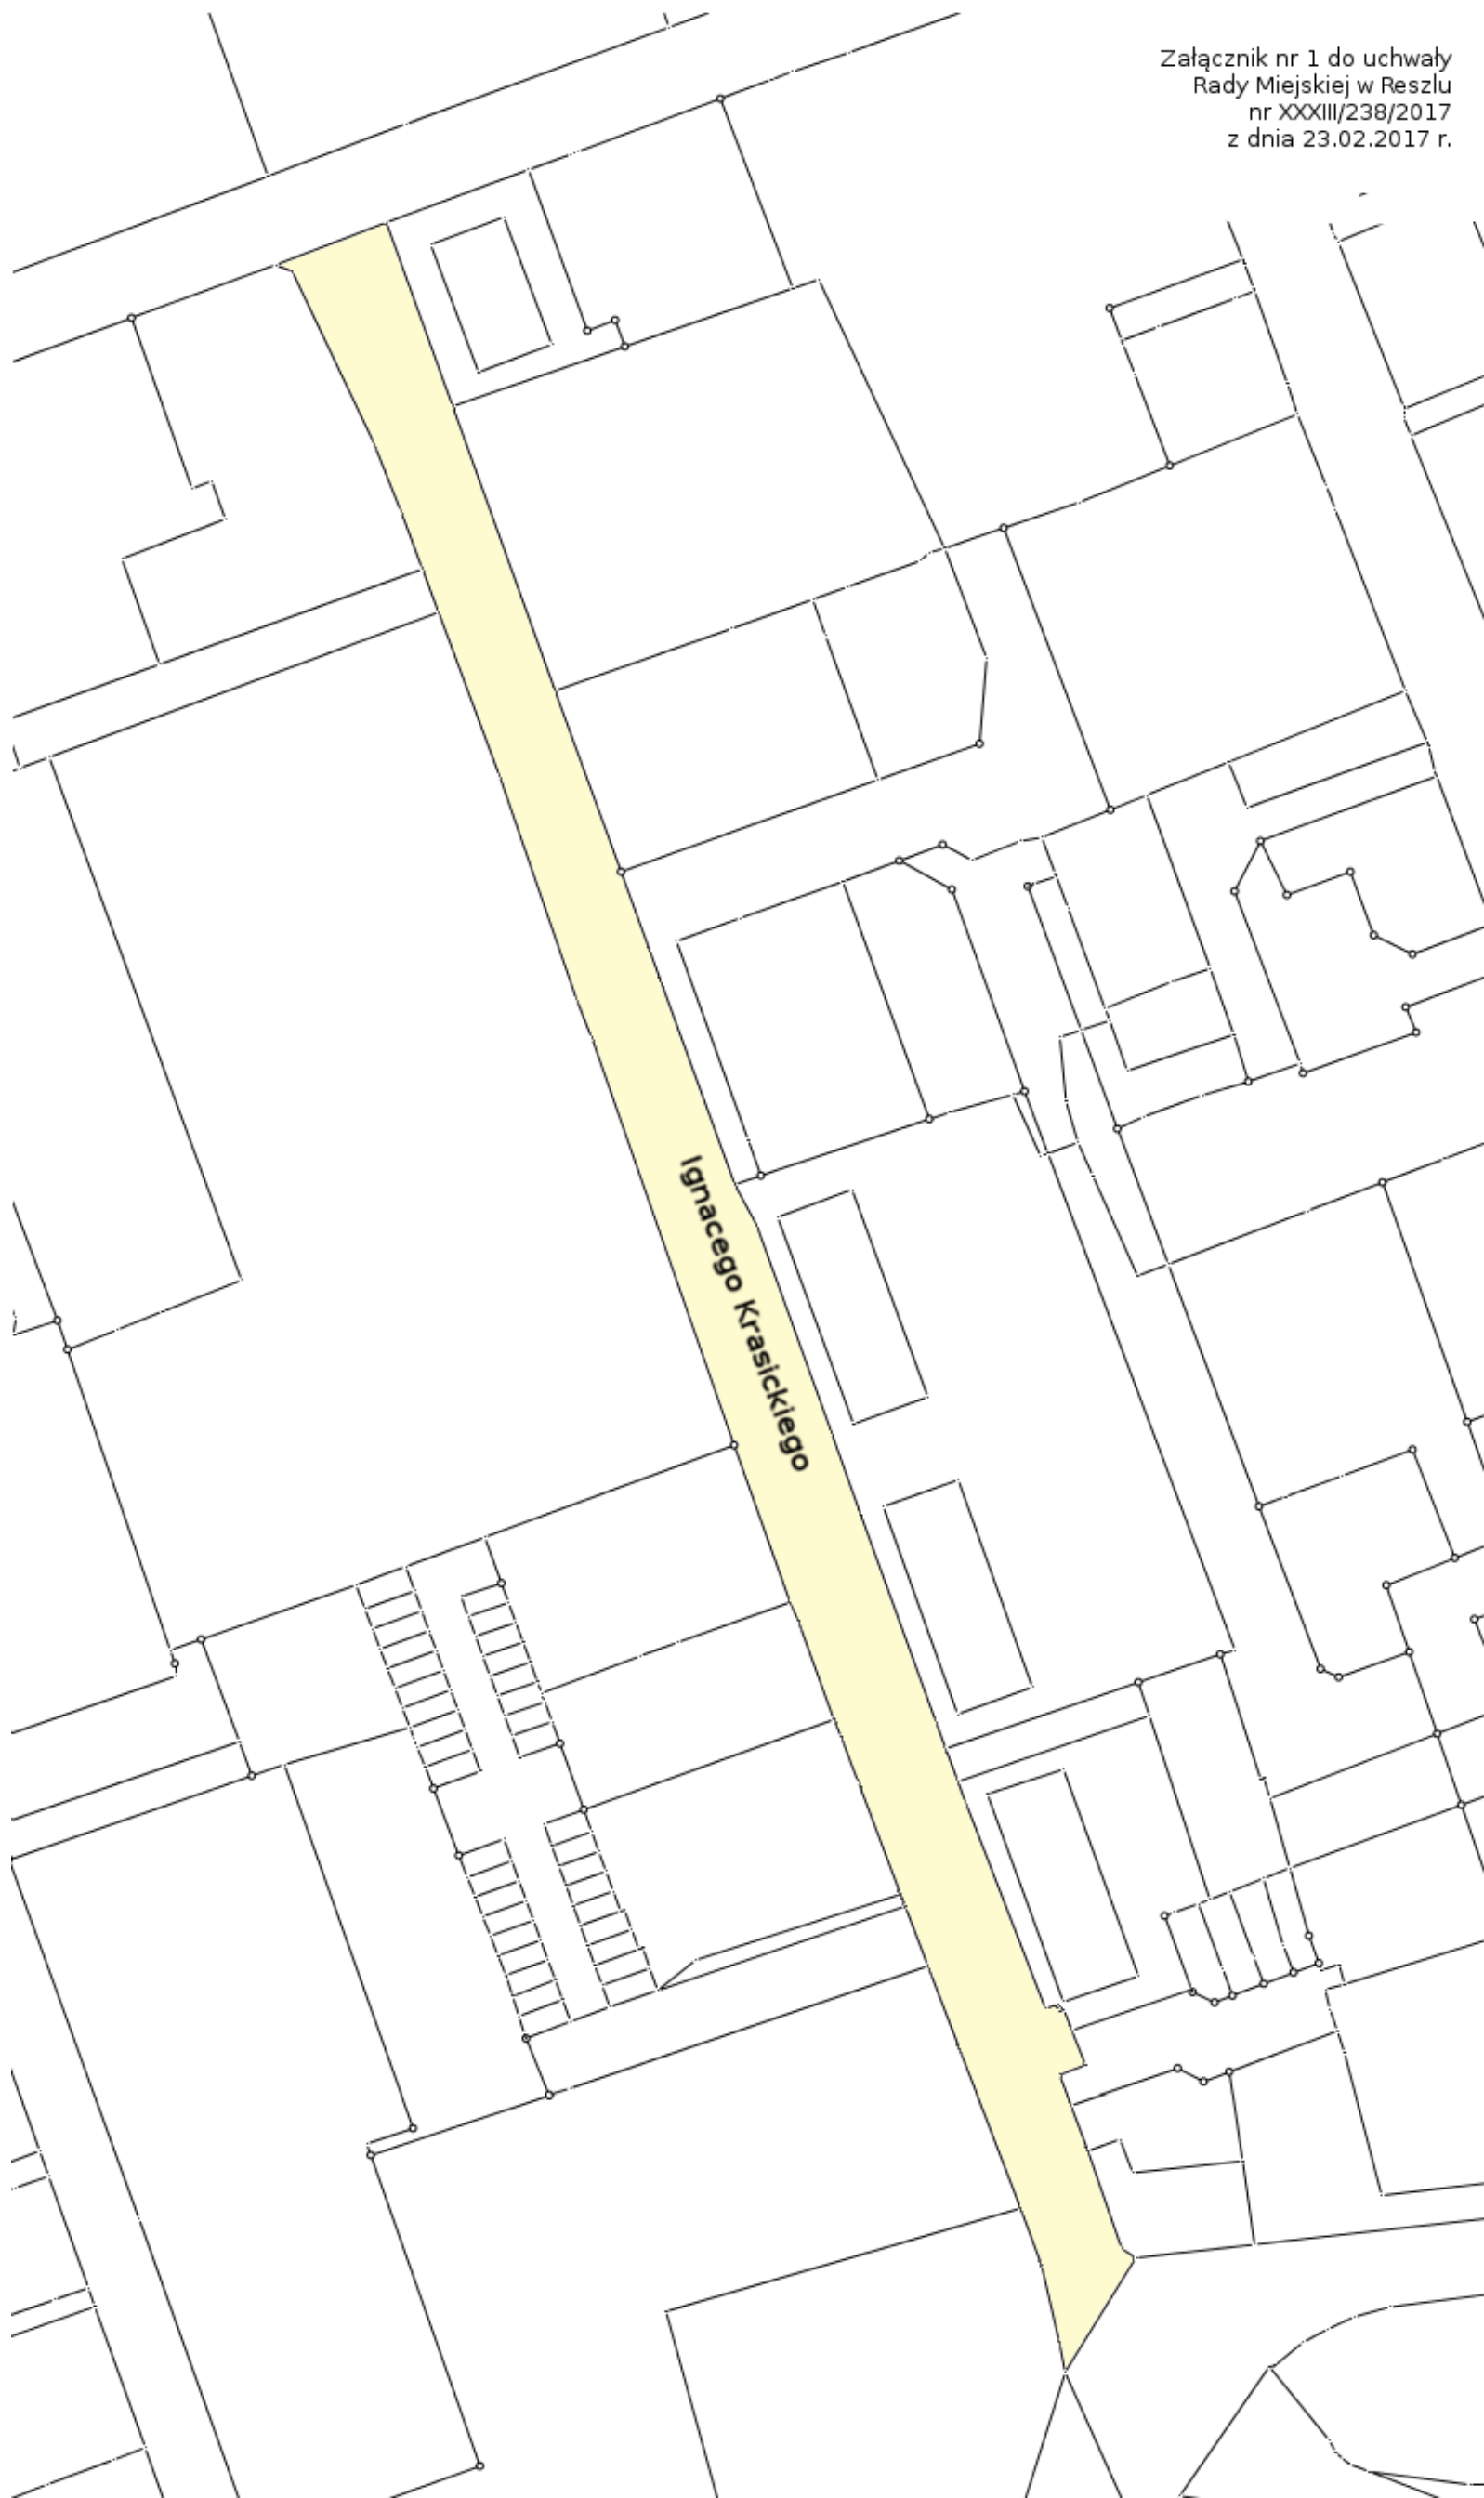 Załącznik nr 1 do uchwały
Rady Miejskiej w Reszlu
nr XXXIII/238/2017
z dnia 23.02.2017 r.
Ignacego Krasickiego